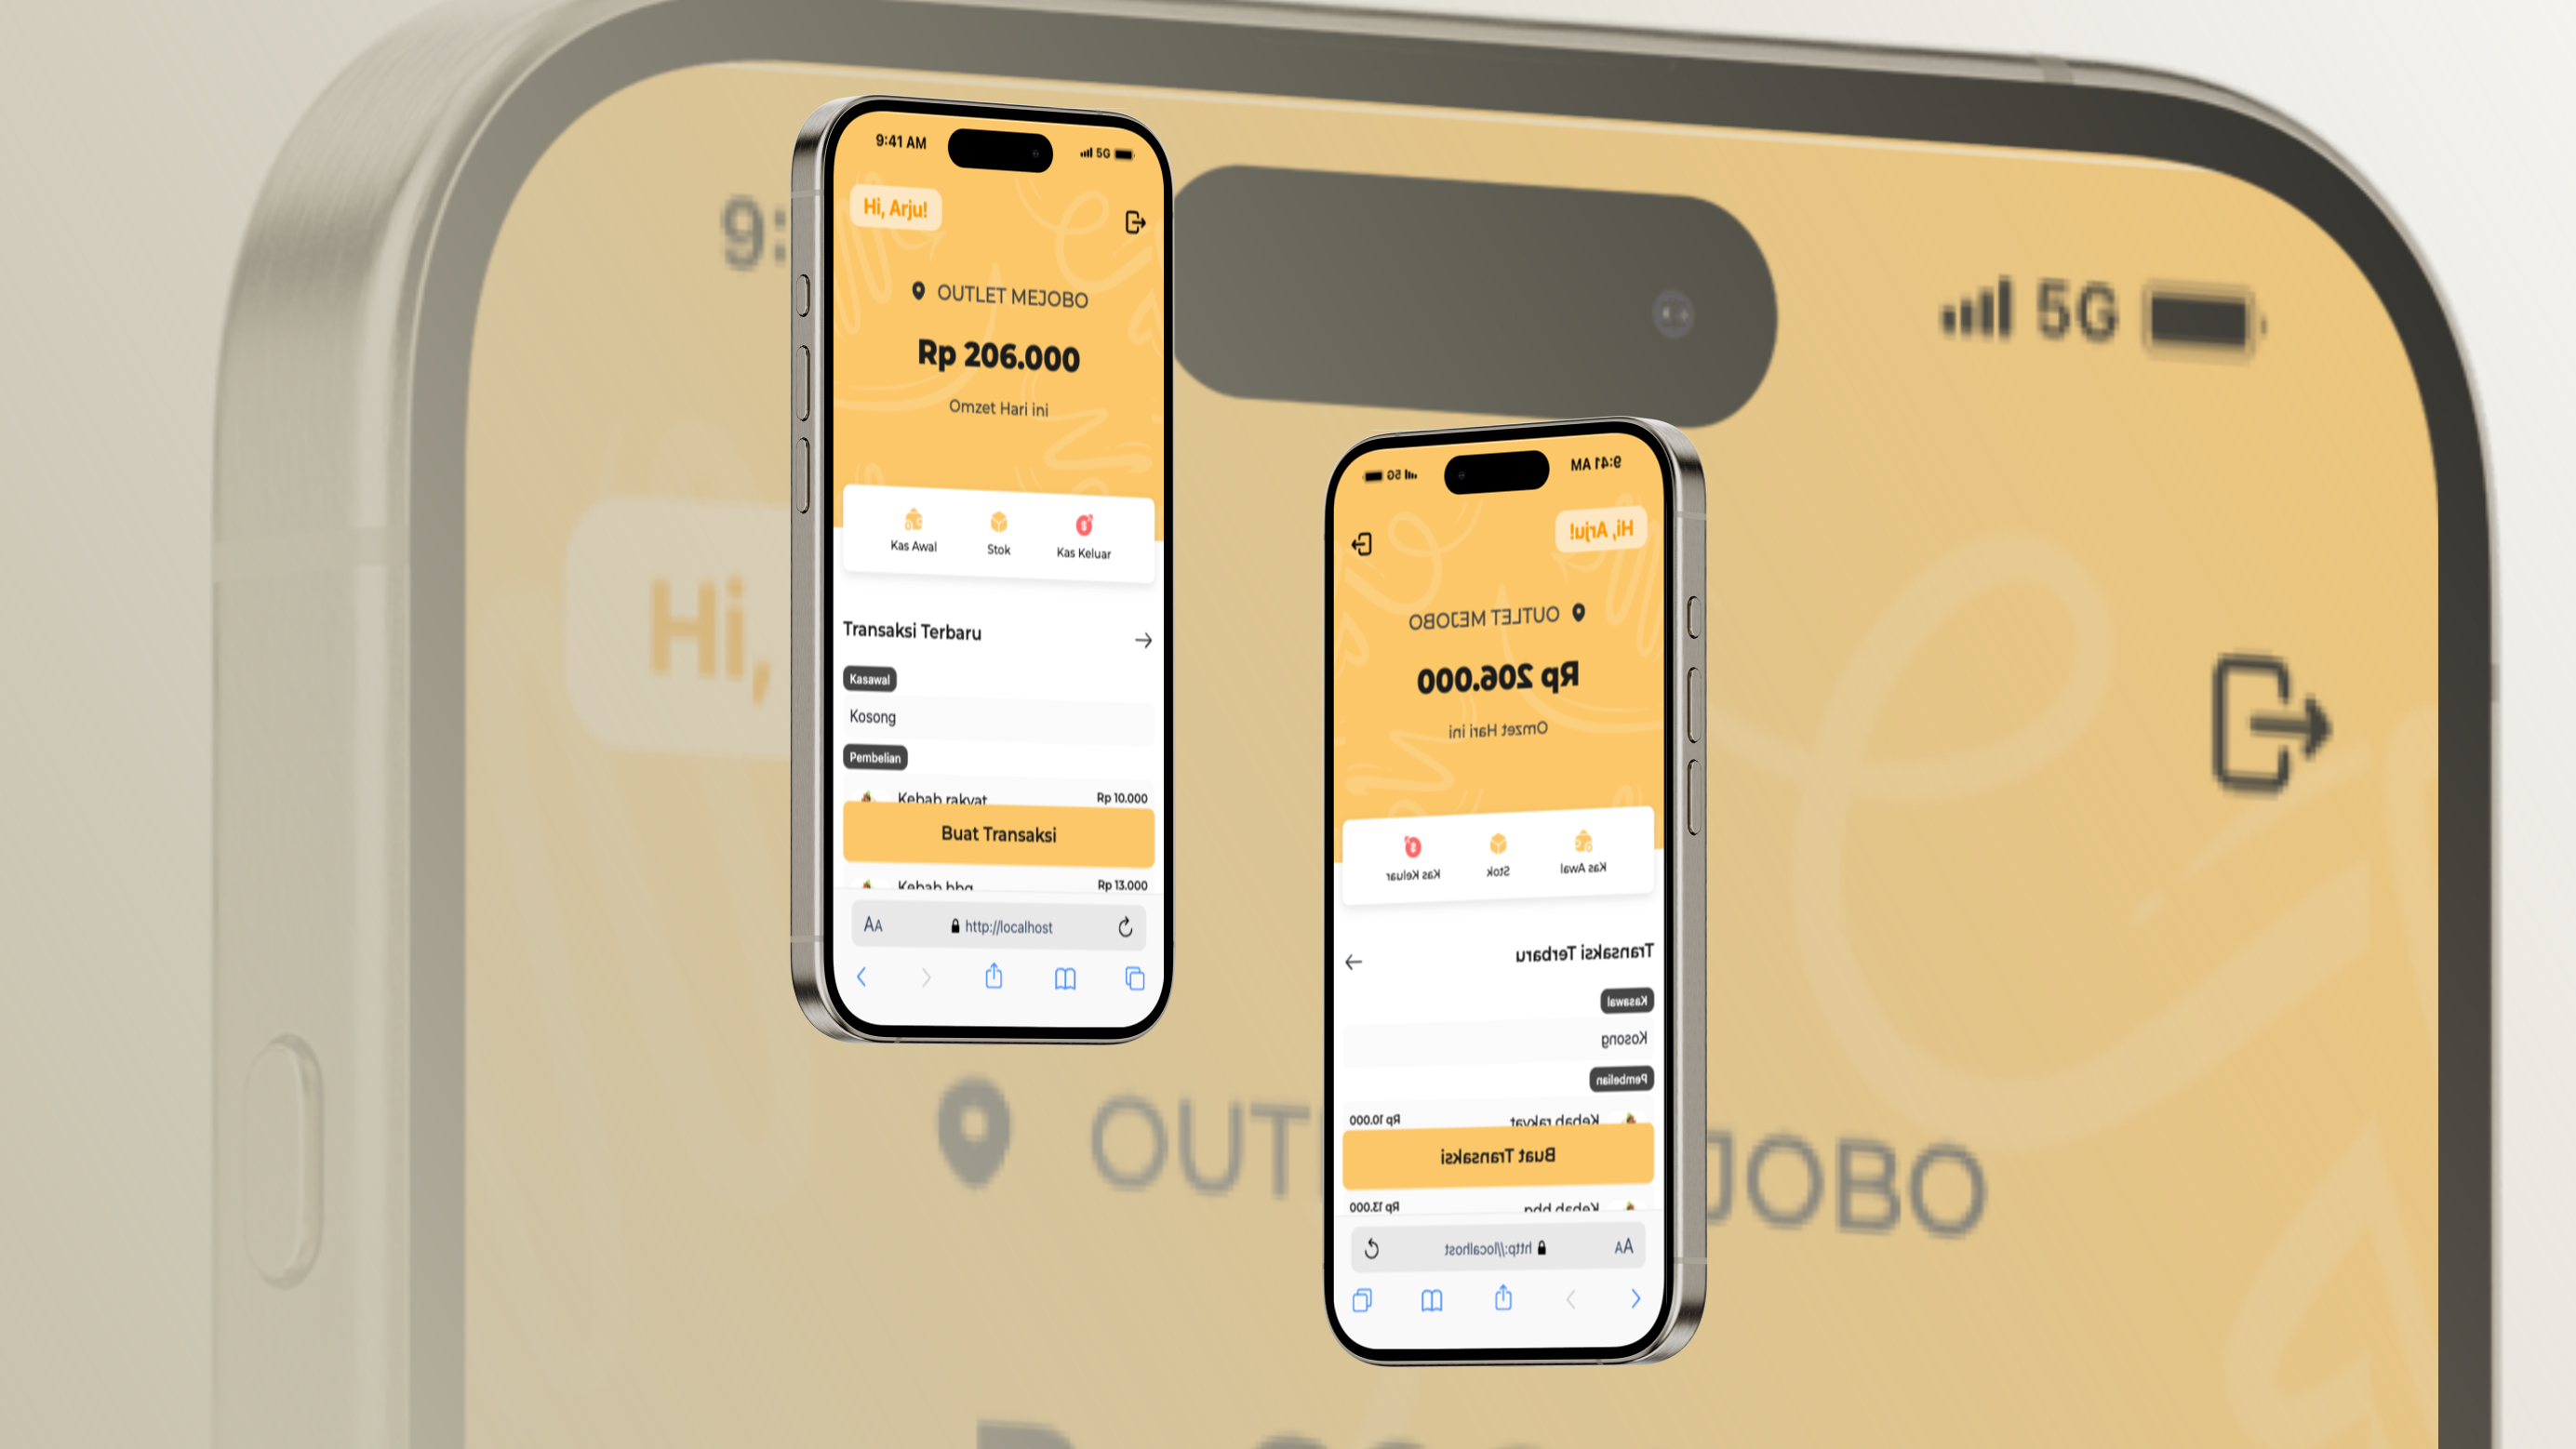 9:41 AM
5G
Hi, Arju!
OUTLET MEJOBO
Rp 206.000
Omzet Hari ini
Kas Awal
Stok
Kas Keluar
Transaksi Terbaru
Kasawal
Kosong
Pembelian
Kebab rakyat
Rp 10.000
Buat Transaksi
Kebab bbq
Rp 13.000
AA
http://localhost
9:41 AM
5G
Hi, Arju!
OUTLET MEJOBO
Rp 206.000
Omzet Hari ini
Kas Awal
Stok
Kas Keluar
Transaksi Terbaru
Kasawal
Kosong
Pembelian
Kebab rakyat
Rp 10.000
Buat Transaksi
Kebab bbq
Rp 13.000
AA
http://localhost
9:
5G
Hi,
OUT
JOBO